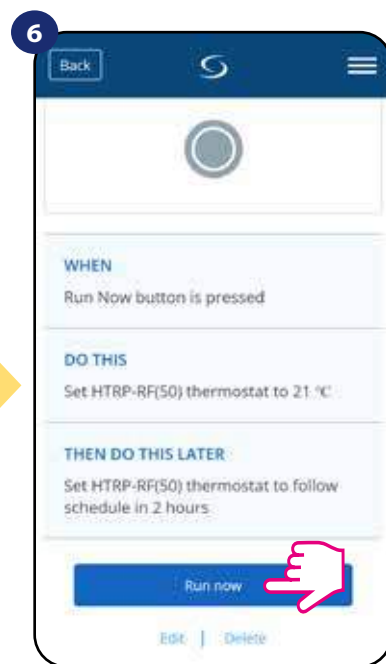 6
Back
WHEN
Run Now button is pressed
DO THIS
Set HTRP-RF(50) thermostat to 21 °C
THEN DO THIS LATER
Set HTRP-RF(50) thermostat to follow
schedule in 2 hours
Run now
Edit | Delete